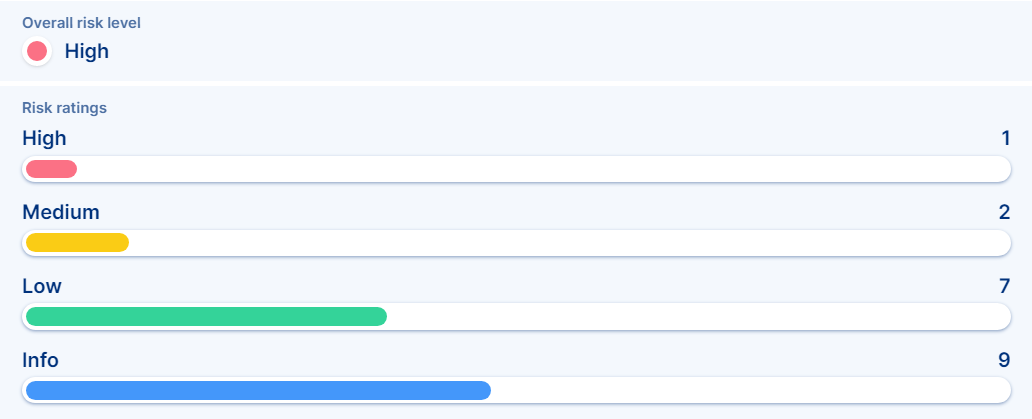 Overall risk level
High
Risk ratings
High 1
Medium 2
Low 7
Info 9